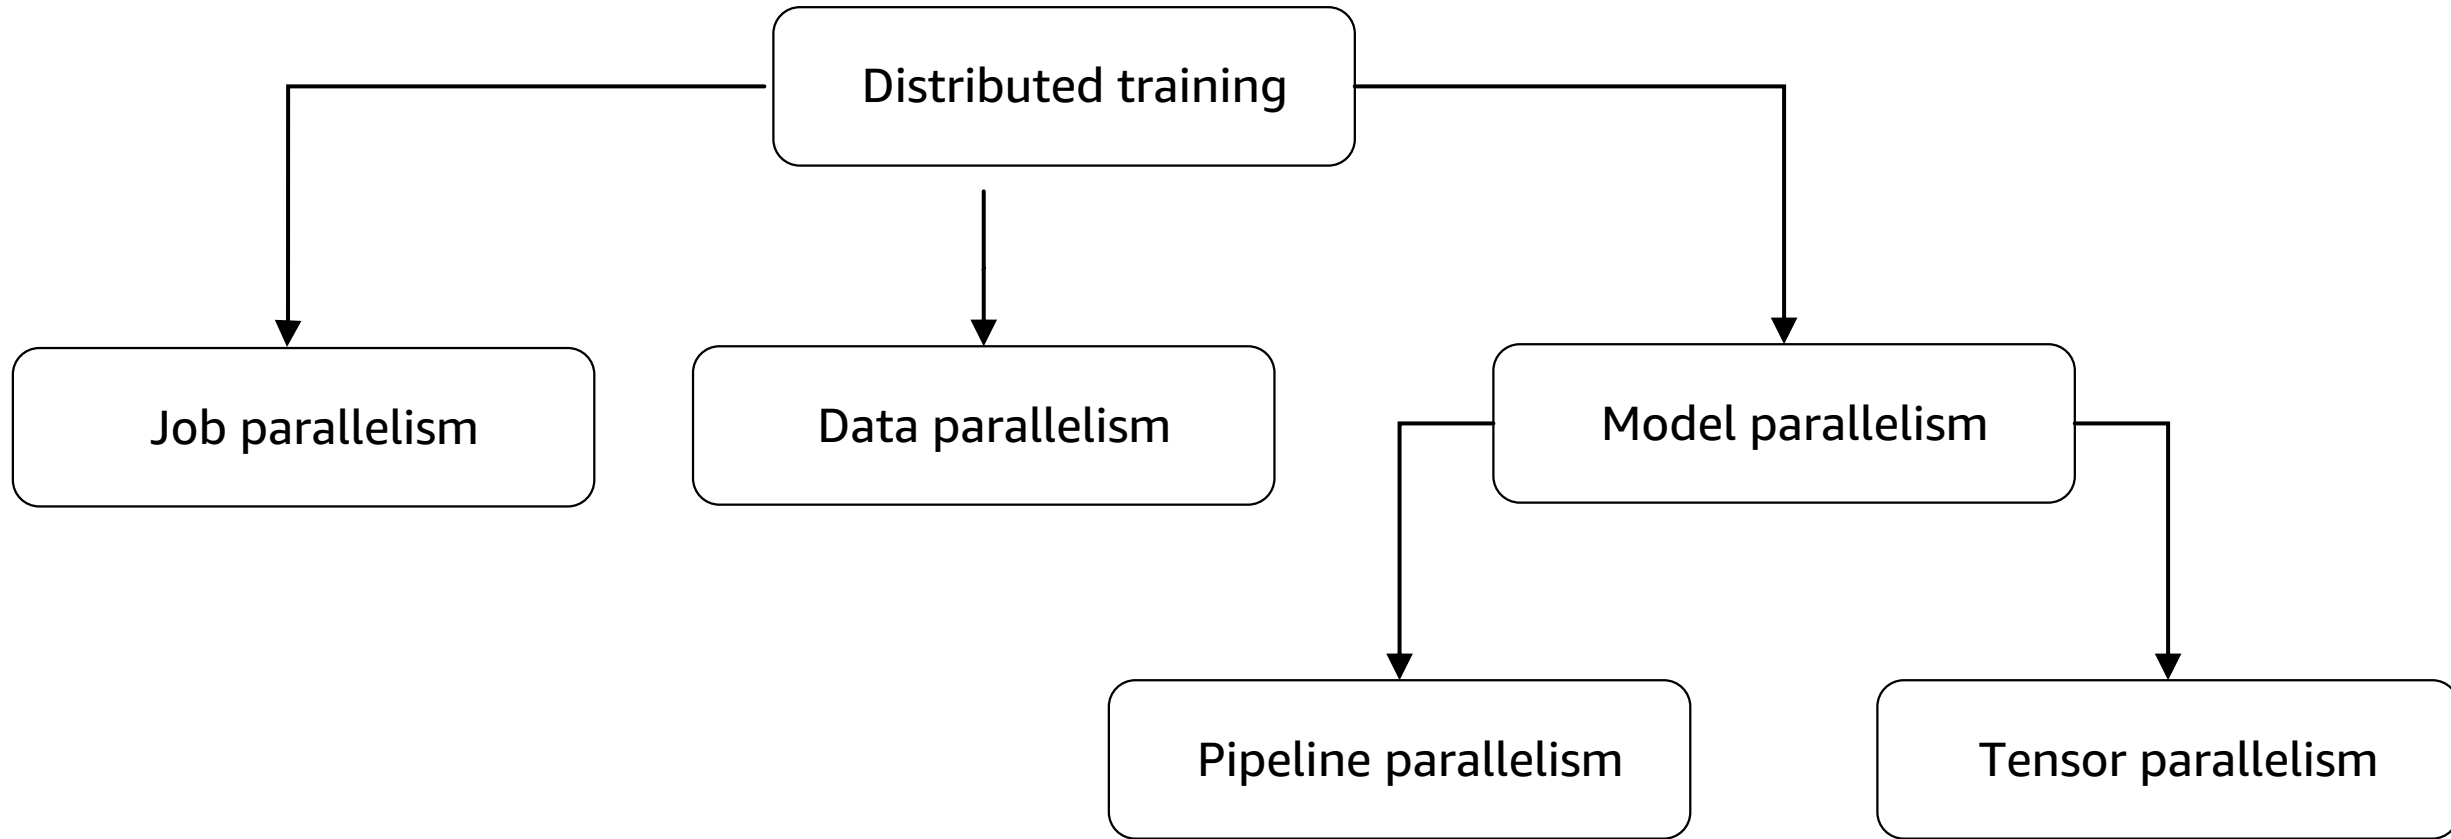 Distributed training
Job parallelism
Data parallelism
Model parallelism
Pipeline parallelism
Tensor parallelism